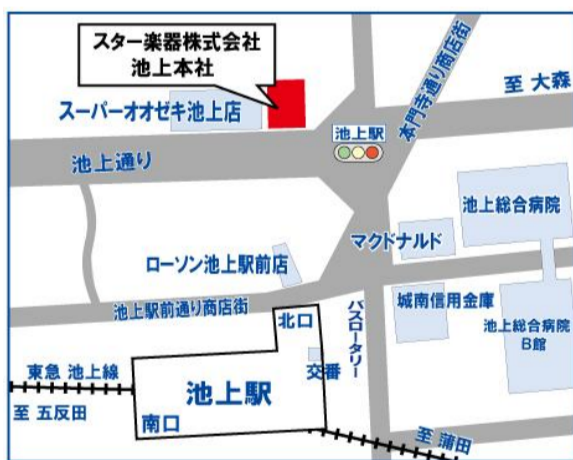 スター楽器株式会社
池上本社
スーパーオオゼキ池上店
池上駅
本門寺通り商店街
至 大森
池上通り
池上総合病院
マクドナルド
ローソン池上駅前店
池上駅前通り商店街
バスロータリー
城南信用金庫
池上総合病院
B館
北口
交番
東急 池上線
池上駅
至 五反田
南口
至 蒲田